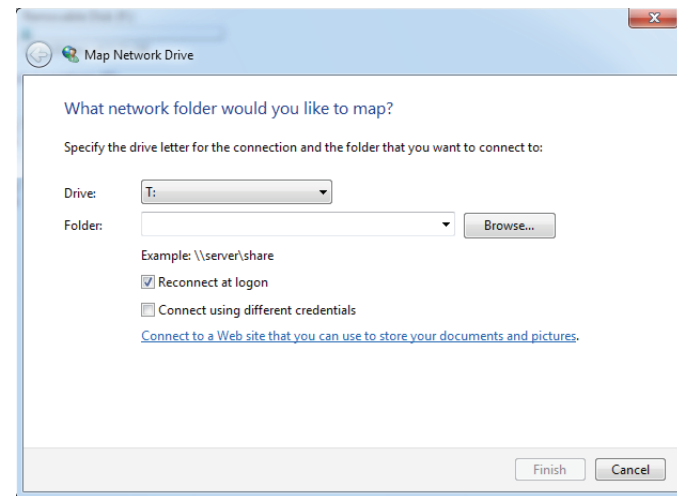 Map Network Drive
What network folder would you like to map?
Specify the drive letter for the connection and the folder that you want to connect to:
Drive: T:
Folder: Browse...
Example: \\server\share
Reconnect at logon
Connect using different credentials
Connect to a Web site that you can use to store your documents and pictures.
Finish Cancel